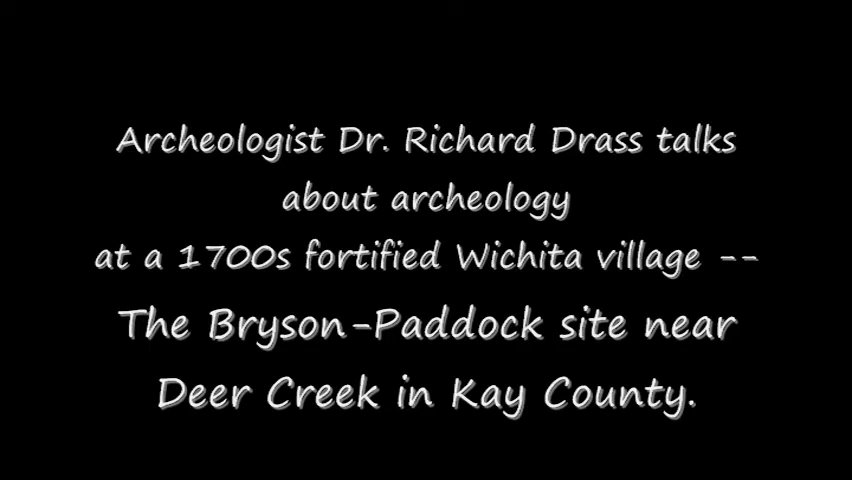 Archeologist Dr. Richard Drass talks
about archeology
at a 1700s fortified Wichita village --
The Bryson-Paddock site near
Deer Creek in Kay County.